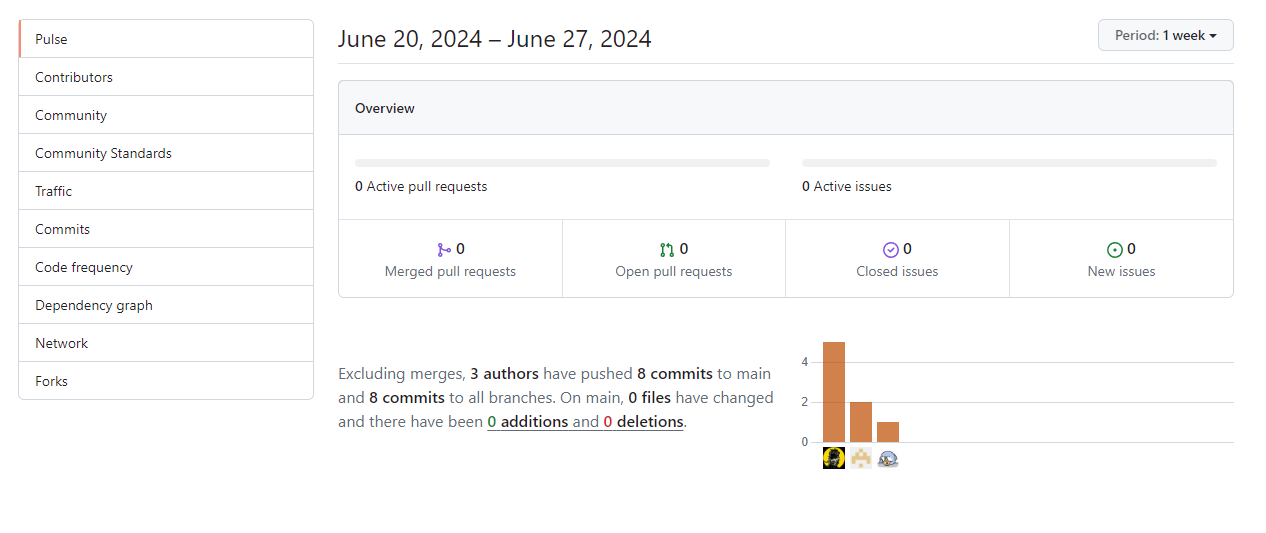 Pulse
Contributors
Community
Community Standards
Traffic
Commits
Code frequency
Dependency graph
Network
Forks
June 20, 2024 – June 27, 2024
Period: 1 week
Overview
0 Active pull requests
0 Active issues
0
Merged pull requests
0
Open pull requests
0
Closed issues
0
New issues
Excluding merges, 3 authors have pushed 8 commits to main
and 8 commits to all branches. On main, 0 files have changed
and there have been 0 additions and 0 deletions.
4
2
0